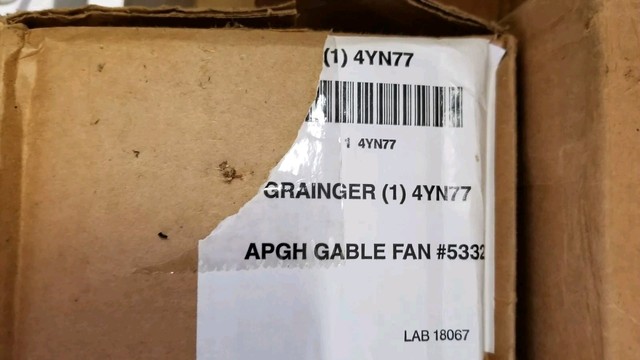 (1) 4YN77
1 4YN77
GRAINGER (1) 4YN77
APGH GABLE FAN #5332
LAB 18067